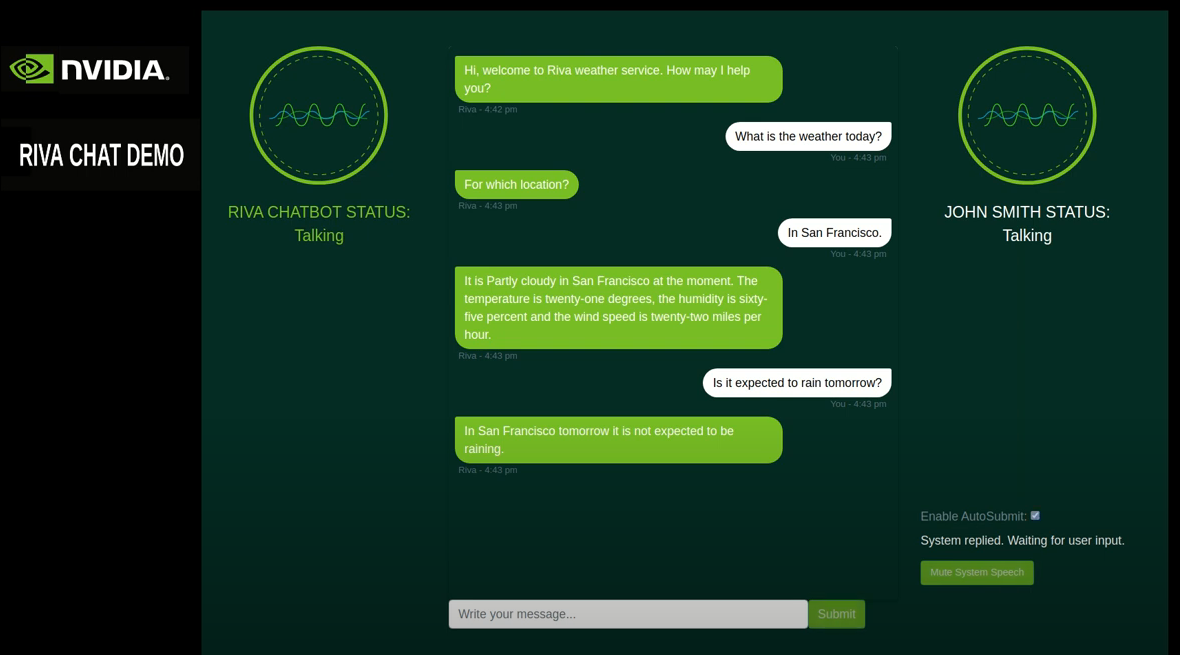 NVIDIA.
RIVA CHAT DEMO
RIVA CHATBOT STATUS:
Talking
Hi, welcome to Riva weather service. How may I help
you?
Riva - 4:42 pm
What is the weather today?
You - 4:43 pm
For which location?
Riva - 4:43 pm
In San Francisco.
You - 4:43 pm
It is Partly cloudy in San Francisco at the moment. The
temperature is twenty-one degrees, the humidity is sixty-
five percent and the wind speed is twenty-two miles per
hour.
Riva - 4:43 pm
Is it expected to rain tomorrow?
You - 4:43 pm
In San Francisco tomorrow it is not expected to be
raining.
Riva - 4:43 pm
Write your message...
Submit
JOHN SMITH STATUS:
Talking
Enable AutoSubmit:
System replied. Waiting for user input.
Mute System Speech